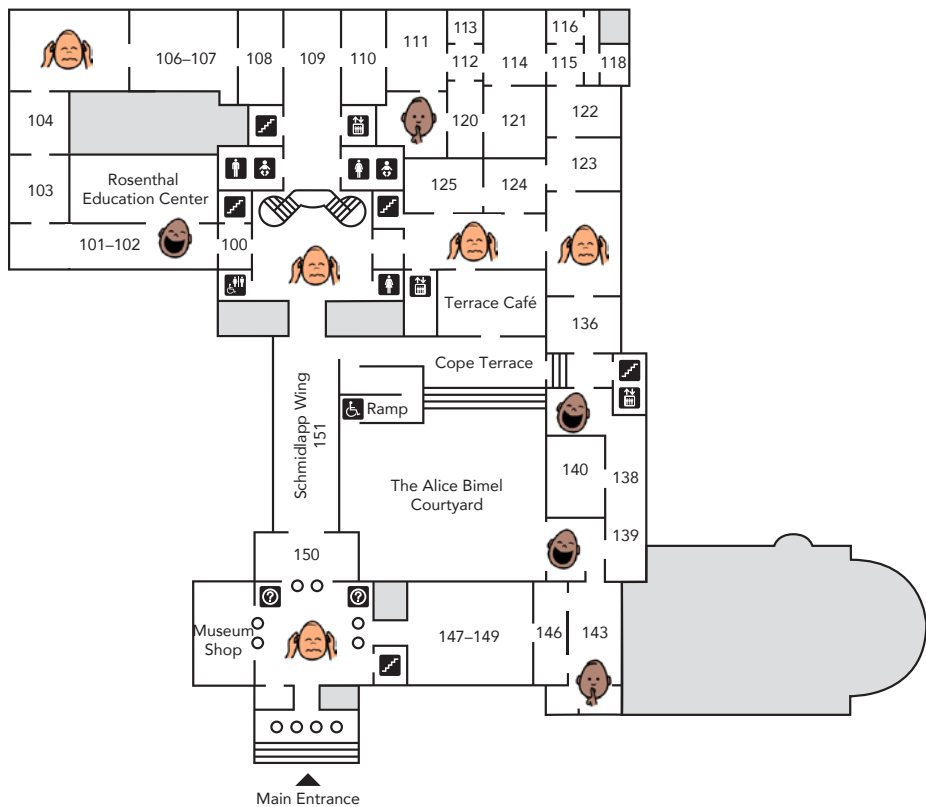 113
116
111
106–107
108
109
110
112
114
115
118
104
120
121
122
123
Rosenthal
Education Center
103
125
124
101–102
100
Terrace Café
136
Cope Terrace
Schmidlapp Wing
151
Ramp
140
138
The Alice Bimel
Courtyard
139
150
?
?
Museum
Shop
147–149
146
143
Main Entrance